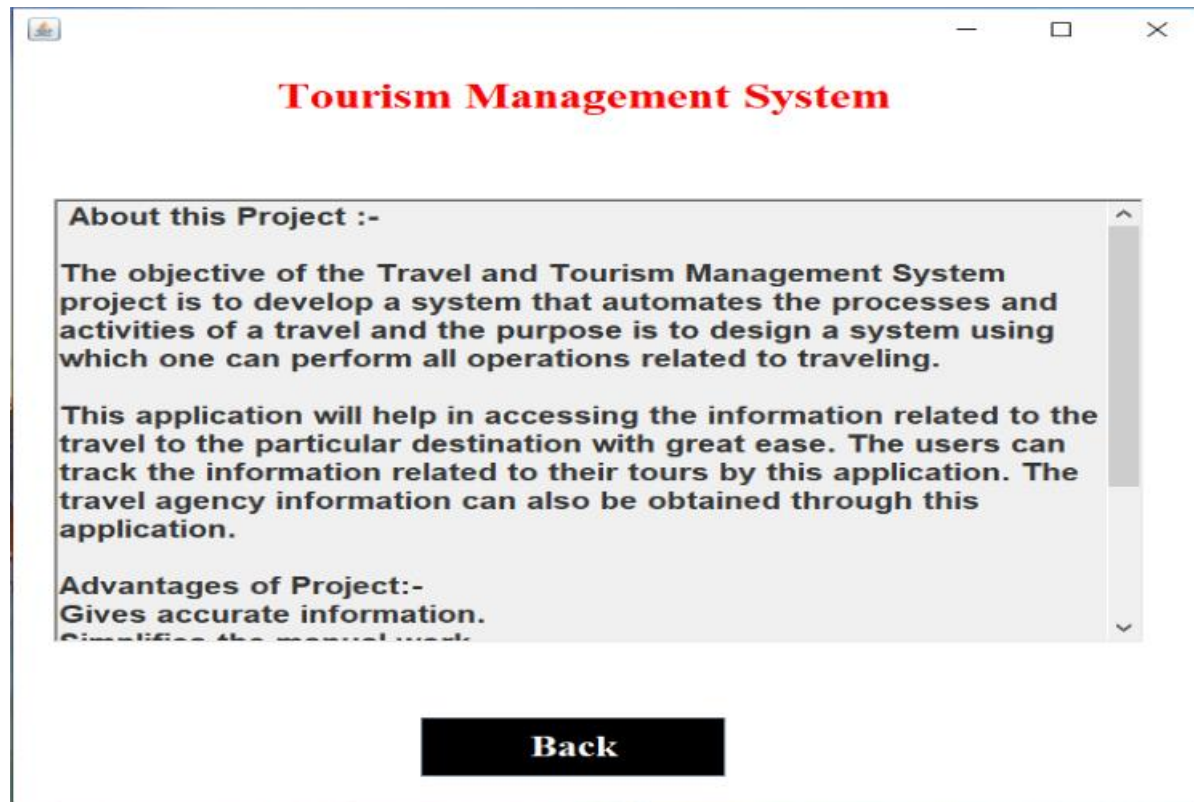 Tourism Management System
About this Project :-
The objective of the Travel and Tourism Management System
project is to develop a system that automates the processes and
activities of a travel and the purpose is to design a system using
which one can perform all operations related to traveling.
This application will help in accessing the information related to the
travel to the particular destination with great ease. The users can
track the information related to their tours by this application. The
travel agency information can also be obtained through this
application.
Advantages of Project:-
Gives accurate information.
Simplifies the manual work
Back